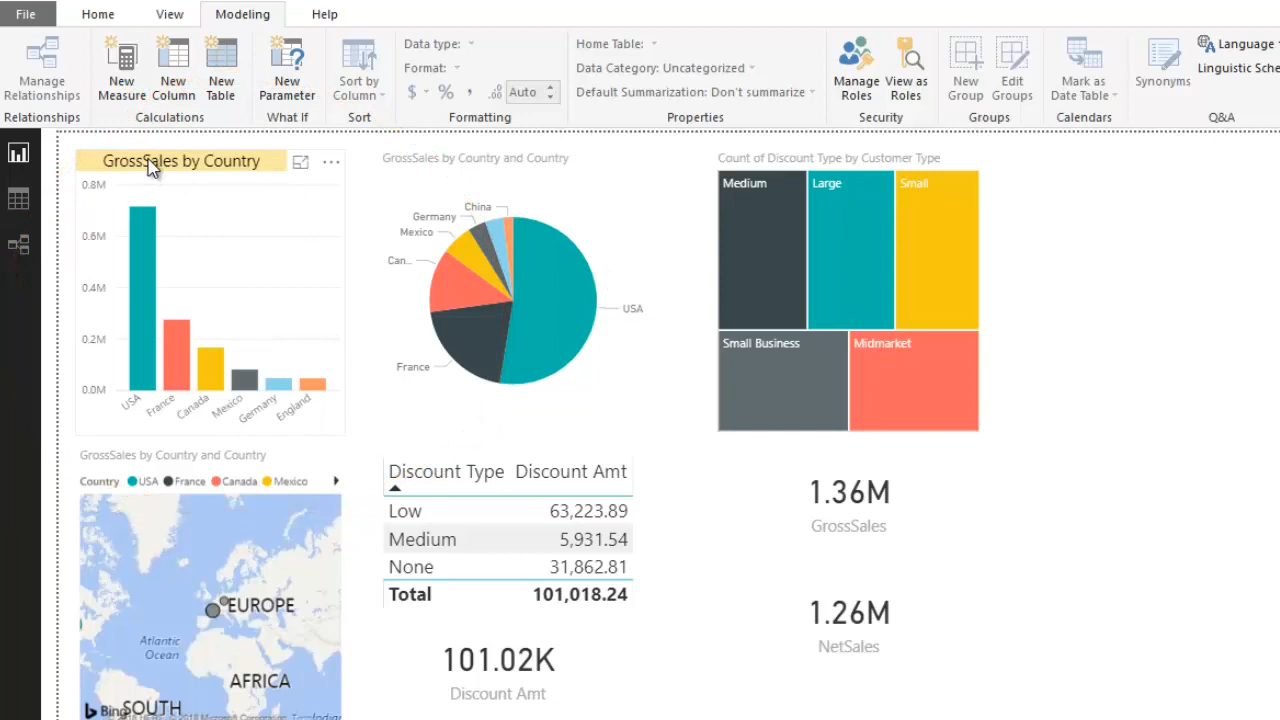 File Home View Modeling Help
Manage Relationships
New Measure
New Column
New Table
New Parameter
Sort by Column
Data type:
Format:
$ % , .00 Auto
Home Table:
Data Category: Uncategorized
Default Summarization: Don't summarize
Manage Roles
View as Roles
New Group
Edit Groups
Mark as Date Table
Synonyms
Language
Linguistic Sche
Relationships Calculations What If Sort Formatting Properties Security Groups Calendars Q&A
GrossSales by Country
0.8M
0.6M
0.4M
0.2M
0.0M
USA France Canada Mexico Germany England
GrossSales by Country and Country
China
Germany
Mexico
Can...
USA
France
Count of Discount Type by Customer Type
Medium Large Small
Small Business Midmarket
GrossSales by Country and Country
Country USA France Canada Mexico
EUROPE
Atlantic
Ocean
AFRICA
SOUTH
Bing
Discount Type Discount Amt
Low 63,223.89
Medium 5,931.54
None 31,862.81
Total 101,018.24
101.02K
Discount Amt
1.36M
GrossSales
1.26M
NetSales